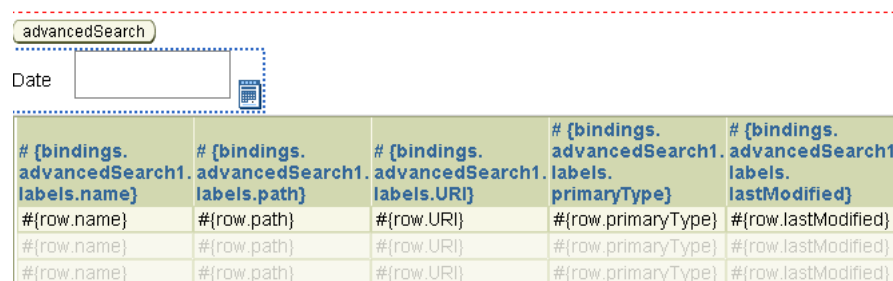 advancedSearch
Date
# {bindings. # {bindings. # {bindings. # {bindings. # {bindings.
advancedSearch1. advancedSearch1. advancedSearch1. advancedSearch1. advancedSearch1
labels.name} labels.path} labels.URI} labels. labels.
primaryType} lastModified}
#{row.name} #{row.path} #{row.URI} #{row.primaryType} #{row.lastModified}
#{row.name} #{row.path} #{row.URI} #{row.primaryType} #{row.lastModified}
#{row.name} #{row.path} #{row.URI} #{row.primaryType} #{row.lastModified}